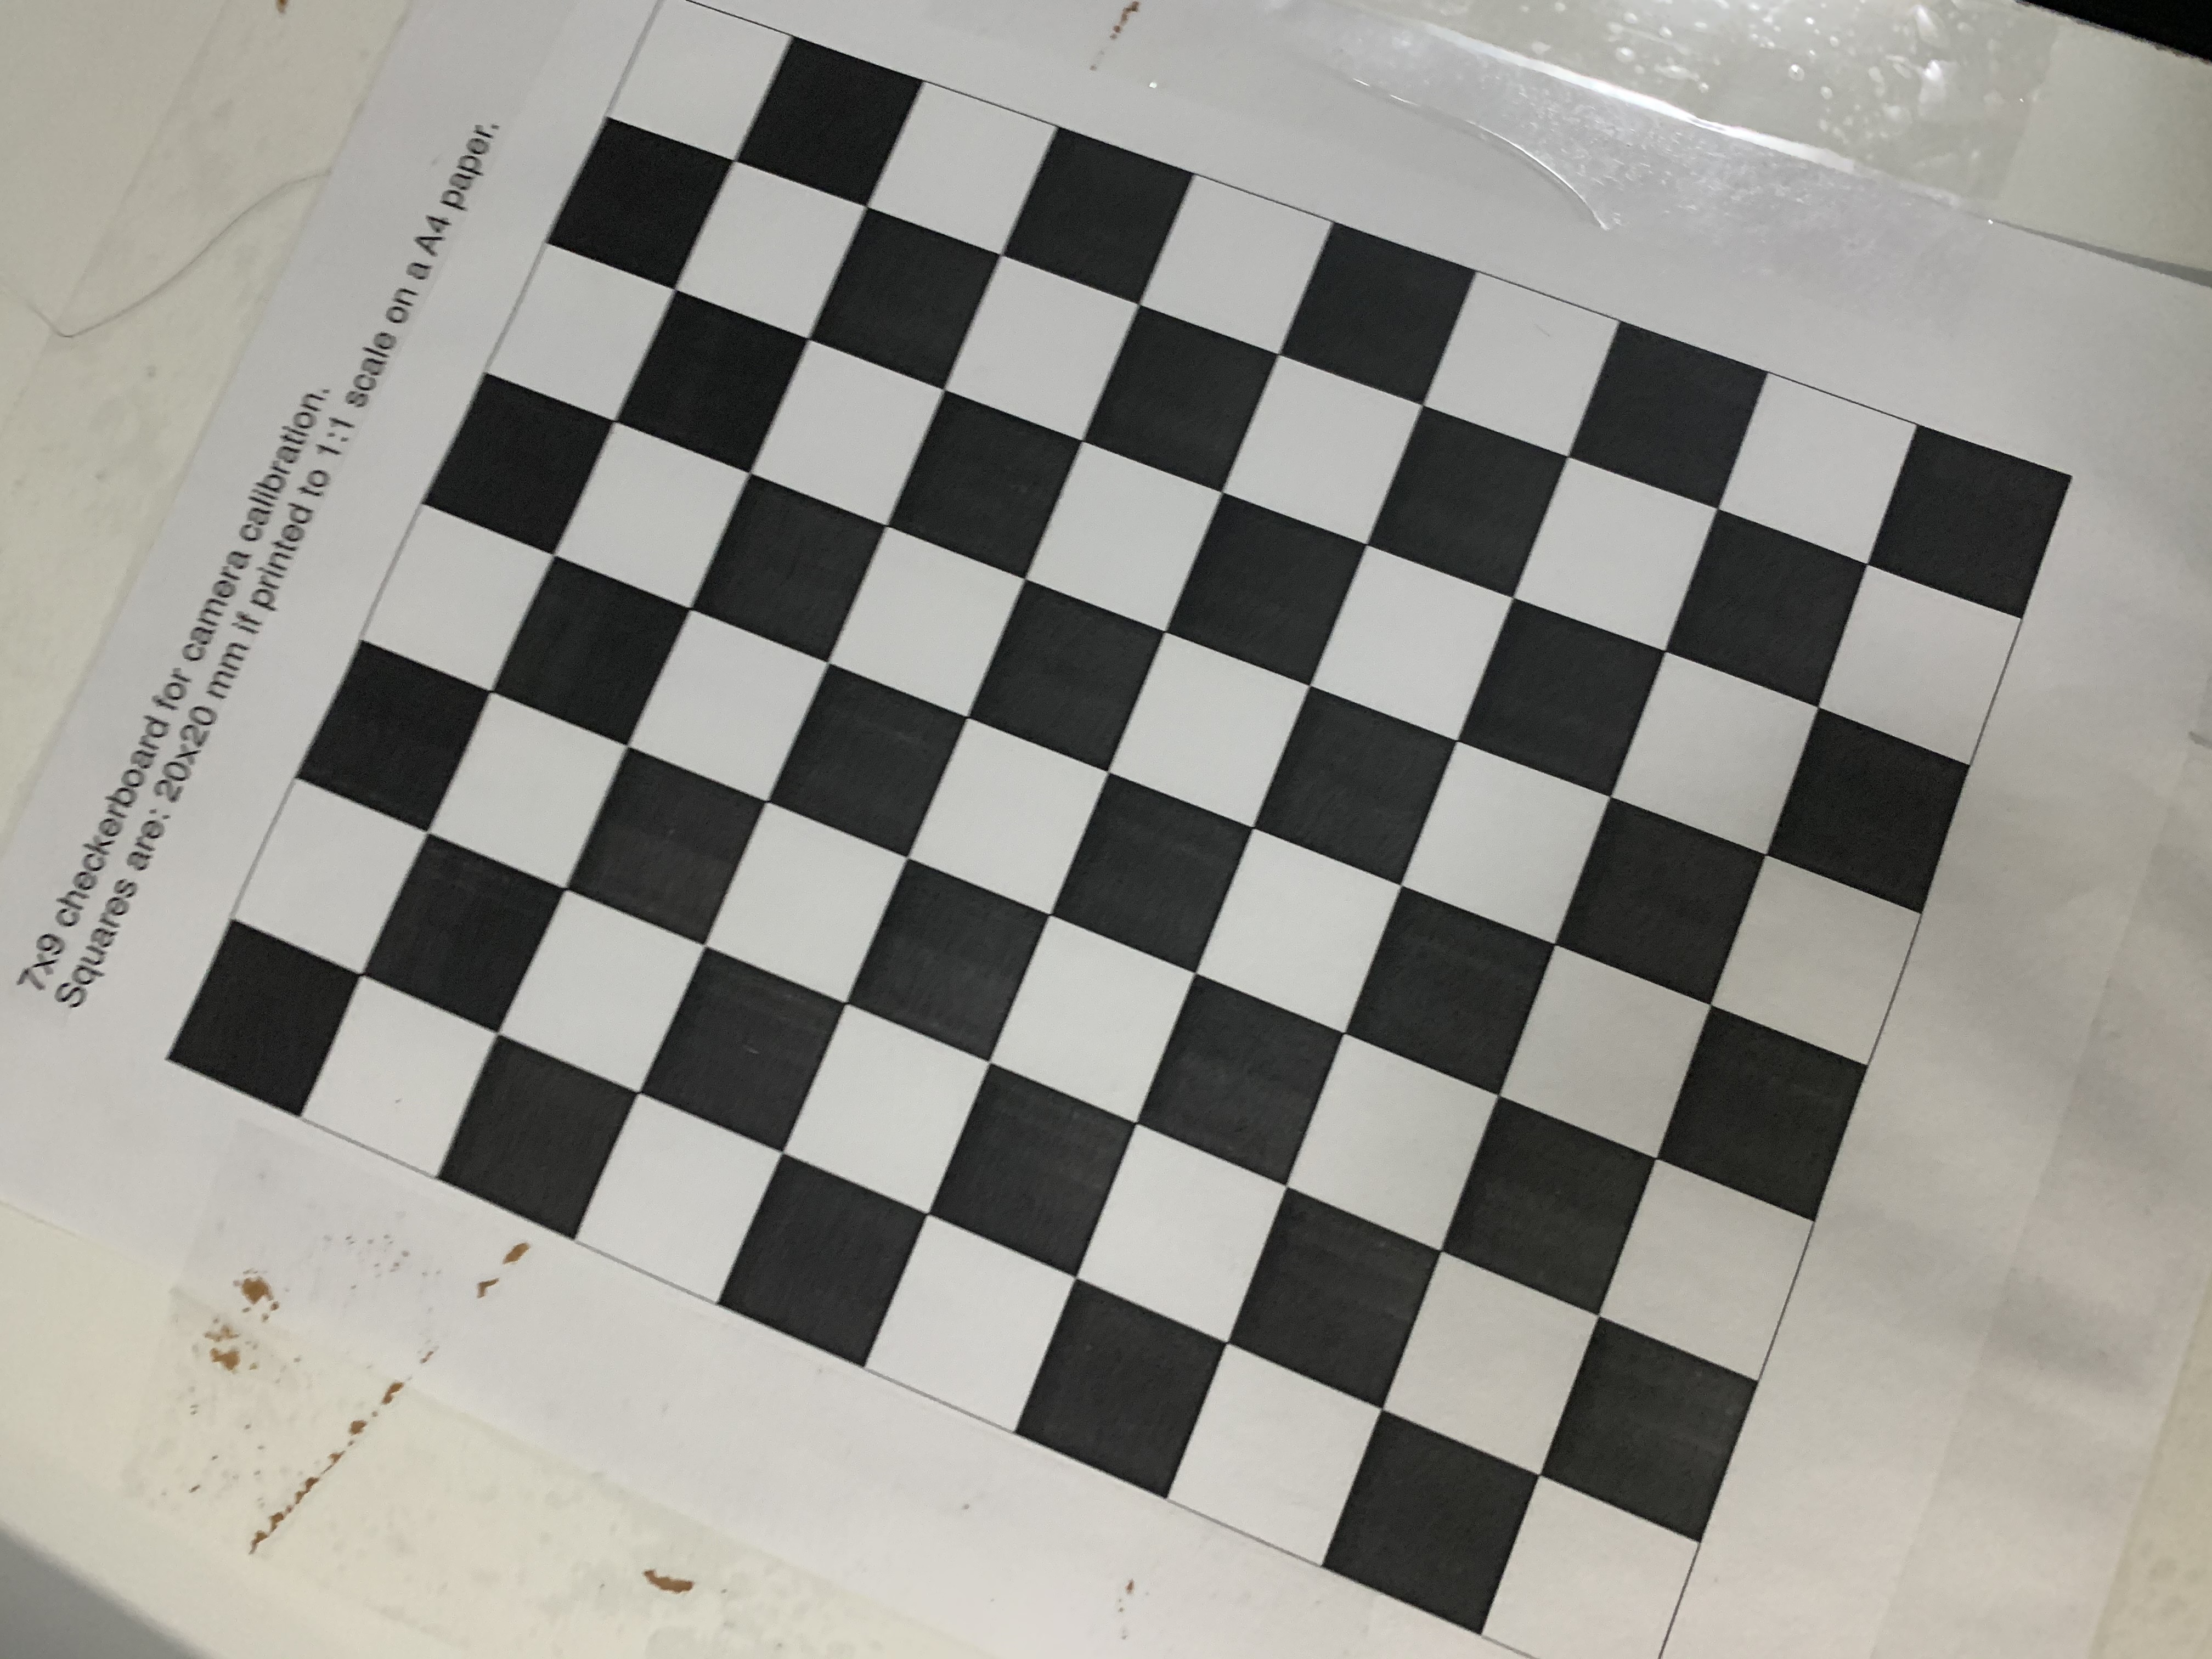 7x9 checkerboard for camera calibration.
Squares are: 20x20 mm if printed to 1:1 scale on a A4 paper.